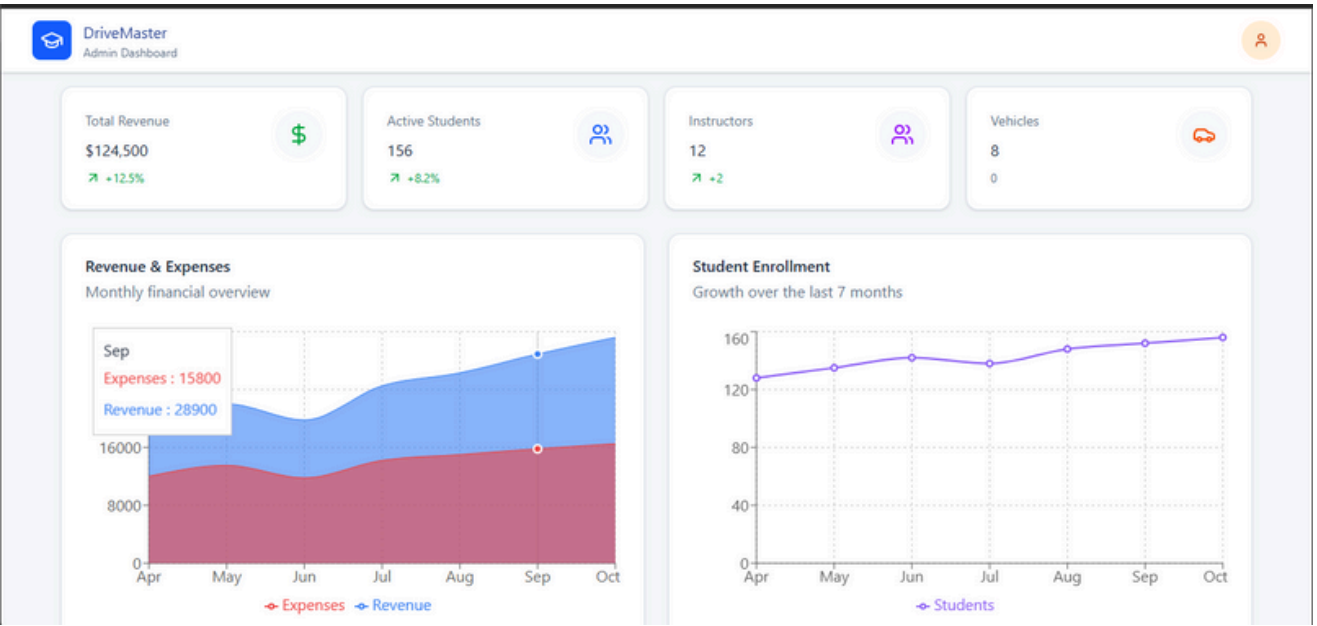 DriveMaster
Admin Dashboard
Total Revenue
$124,500
+12.5%
Active Students
156
+8.2%
Instructors
12
+2
Vehicles
8
0
Revenue & Expenses
Monthly financial overview
Sep
Expenses : 15800
Revenue : 28900
16000
8000
0
Apr May Jun Jul Aug Sep Oct
Expenses Revenue
Student Enrollment
Growth over the last 7 months
160
120
80
40
0
Apr May Jun Jul Aug Sep Oct
Students